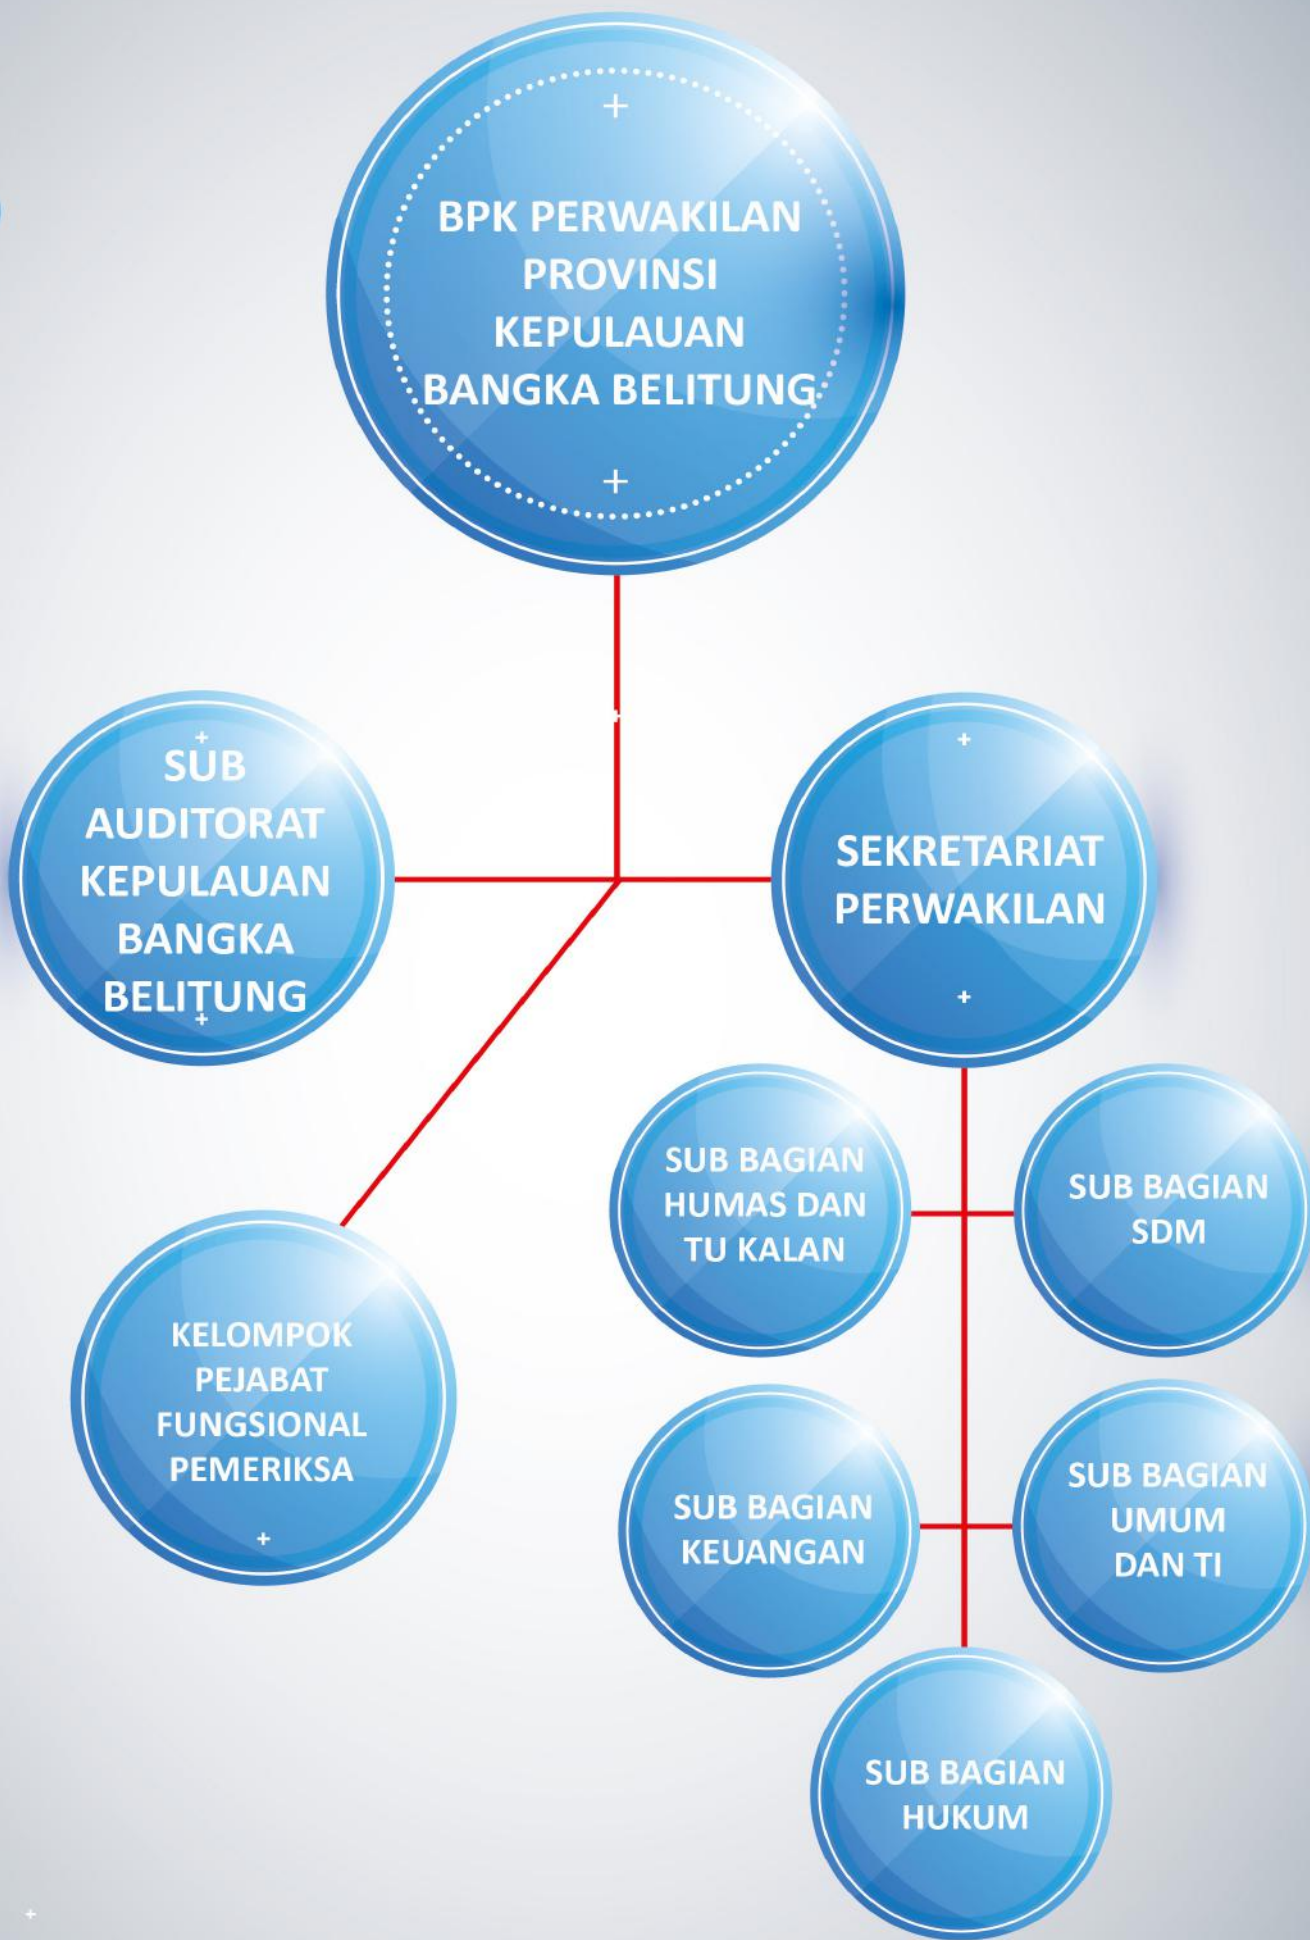 BPK PERWAKILAN
PROVINSI
KEPULAUAN
BANGKA BELITUNG
SUB
AUDITORAT
KEPULAUAN
BANGKA
BELITUNG
SEKRETARIAT
PERWAKILAN
KELOMPOK
PEJABAT
FUNGSIONAL
PEMERIKSA
SUB BAGIAN
HUMAS DAN
TU KALAN
SUB BAGIAN
SDM
SUB BAGIAN
KEUANGAN
SUB BAGIAN
UMUM
DAN TI
SUB BAGIAN
HUKUM